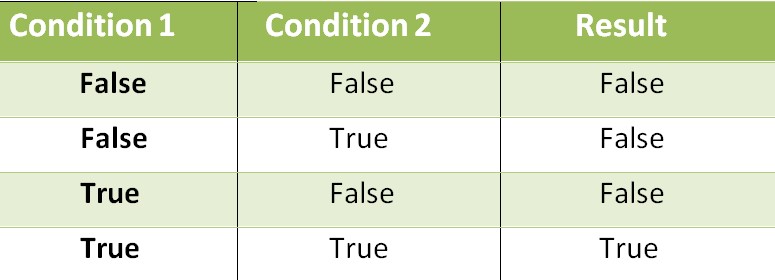 Condition 1 Condition 2 Result
False False False
False True False
True False False
True True True